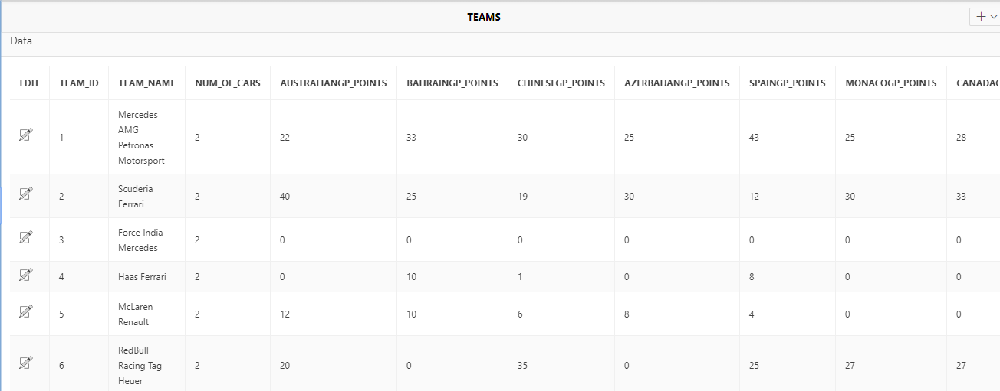 TEAMS
Data
EDIT TEAM_ID TEAM_NAME NUM_OF_CARS AUSTRALIANGP_POINTS BAHRAINGP_POINTS CHINESEGP_POINTS AZERBAIJANGP_POINTS SPAINGP_POINTS MONACOGP_POINTS CANADAG
1 Mercedes AMG Petronas Motorsport 2 22 33 30 25 43 25 28
2 Scuderia Ferrari 2 40 25 19 30 12 30 33
3 Force India Mercedes 2 0 0 0 0 0 0 0
4 Haas Ferrari 2 0 10 1 0 8 0 0
5 McLaren Renault 2 12 10 6 8 4 0 0
6 RedBull Racing Tag Heuer 2 20 0 35 0 25 27 27